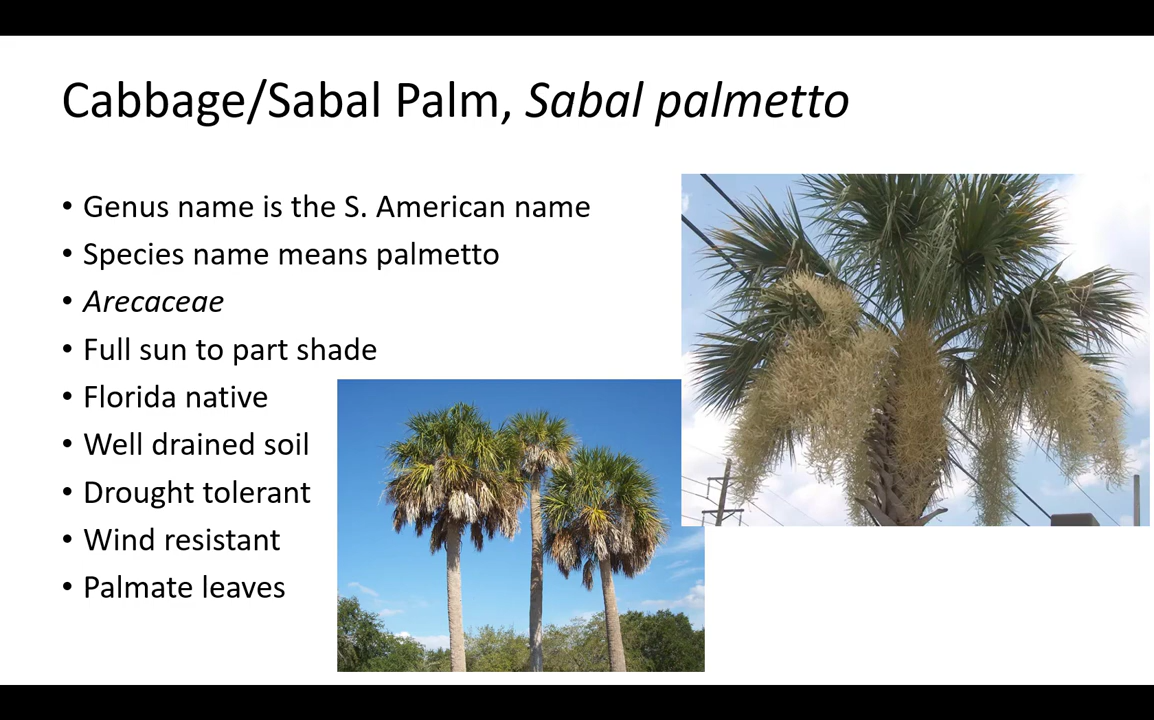 Cabbage/Sabal Palm, Sabal palmetto
• Genus name is the S. American name
• Species name means palmetto
• Arecaceae
• Full sun to part shade
• Florida native
• Well drained soil
• Drought tolerant
• Wind resistant
• Palmate leaves